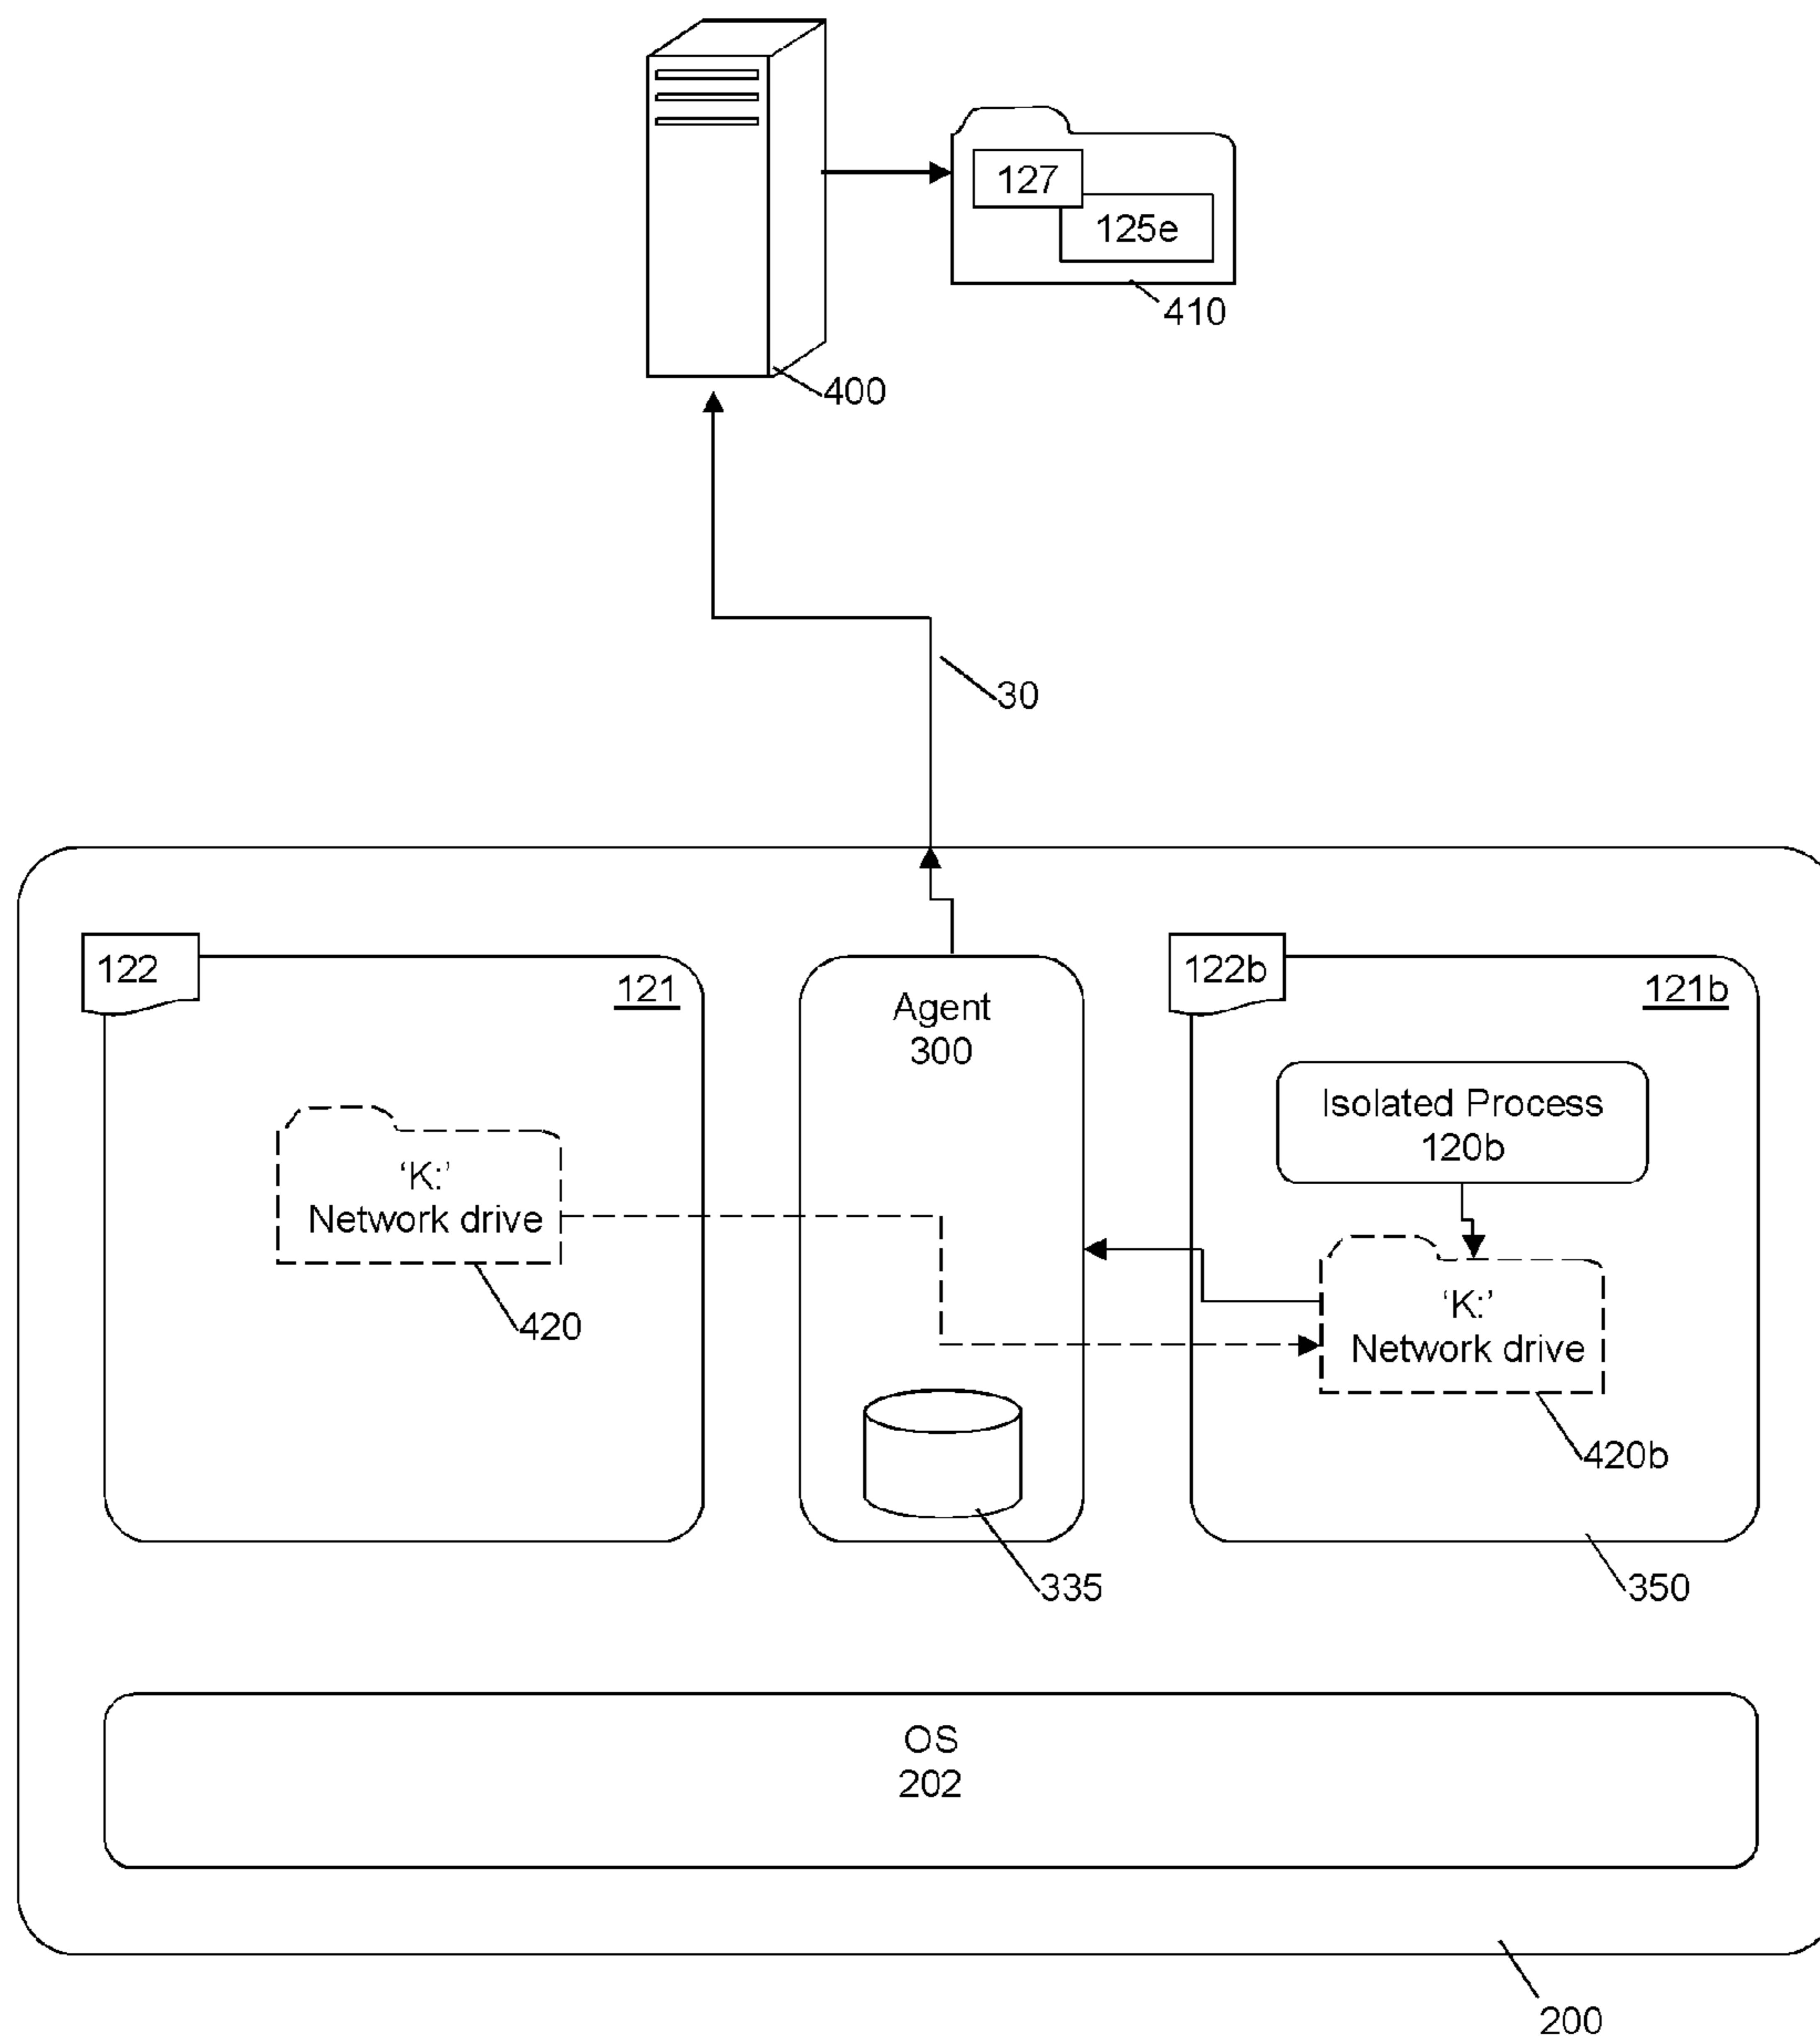 127
125e
410
400
30
122
121
Agent
300
122b
121b
Isolated Process
120b
‘K:’
Network drive
420
‘K:’
Network drive
420b
335
350
OS
202
200